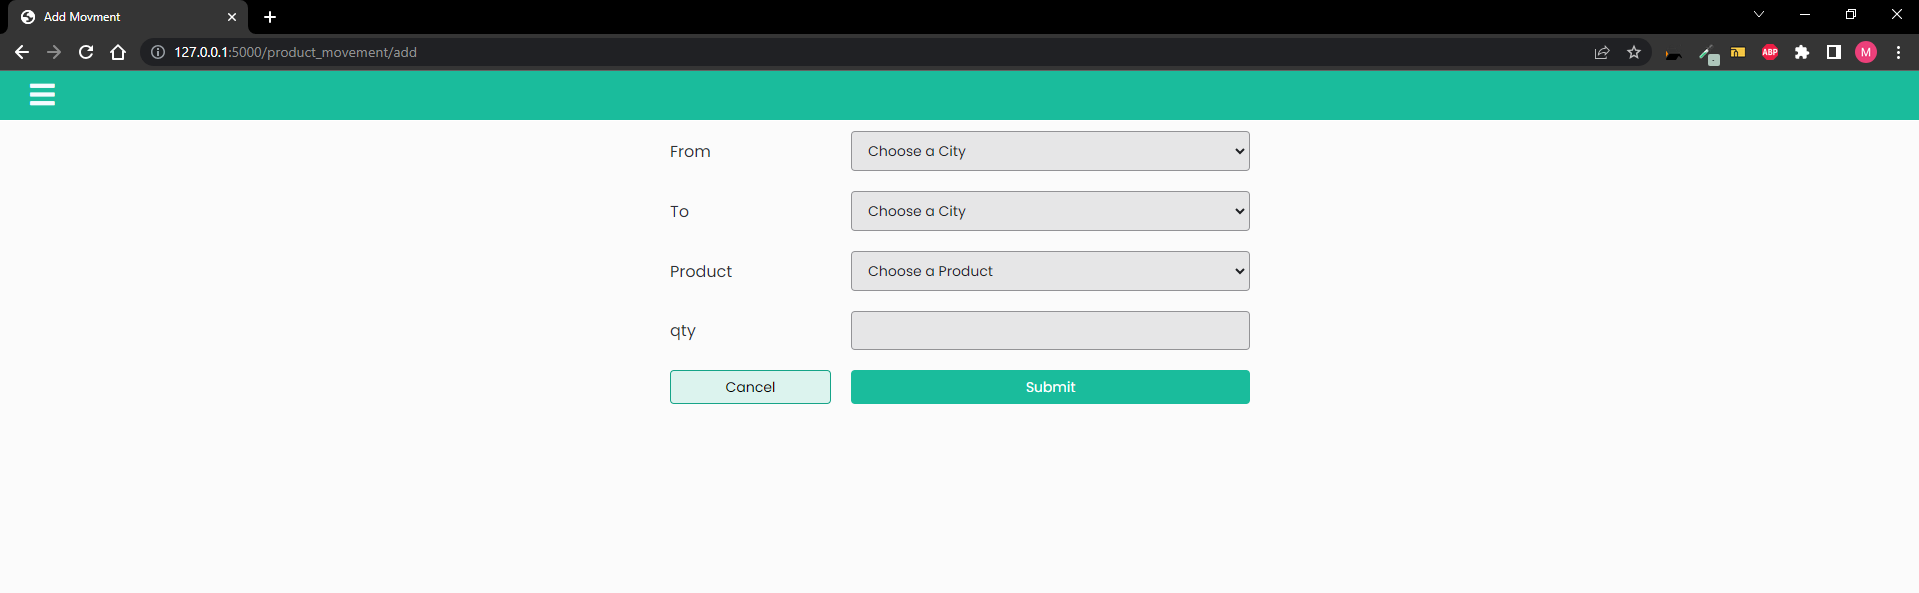 Add Movment
127.0.0.1:5000/product_movement/add
ABP
M
From Choose a City
To Choose a City
Product Choose a Product
qty
Cancel Submit